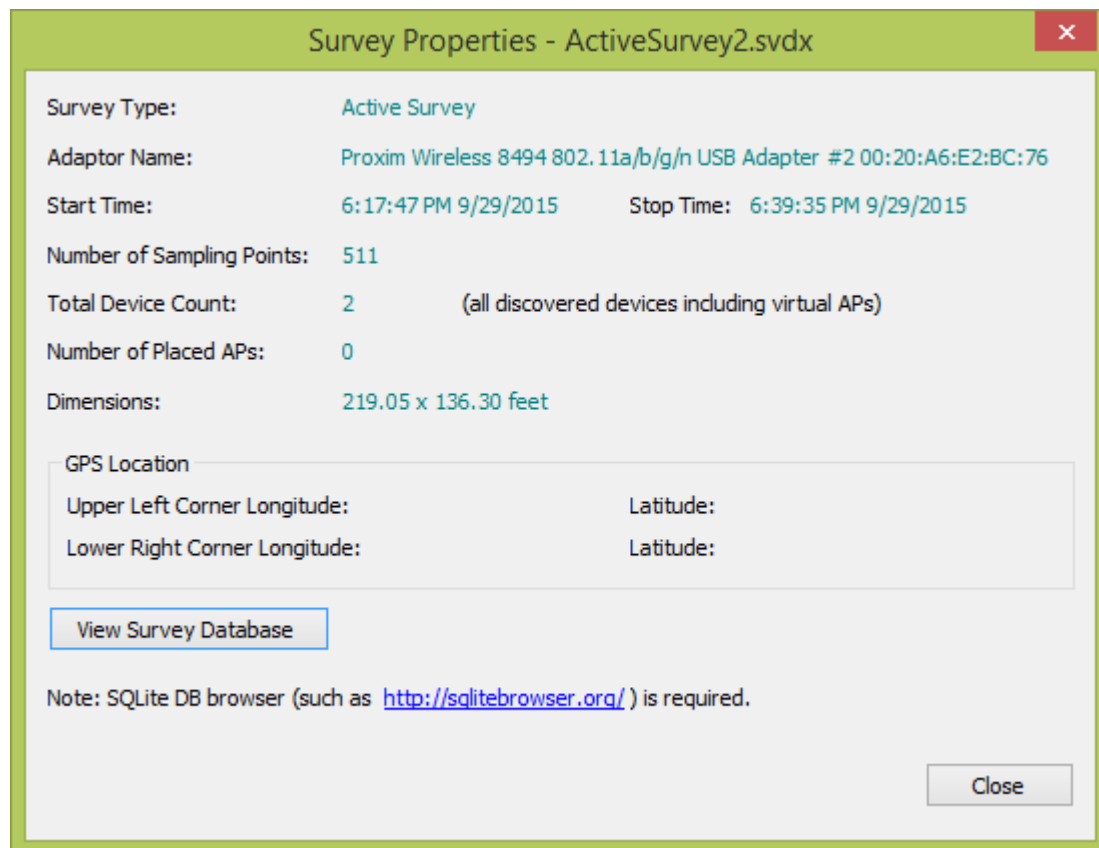 Survey Properties - ActiveSurvey2.svdx
Survey Type: Active Survey
Adaptor Name: Proxim Wireless 8494 802.11a/b/g/n USB Adapter #2 00:20:A6:E2:BC:76
Start Time: 6:17:47 PM 9/29/2015 Stop Time: 6:39:35 PM 9/29/2015
Number of Sampling Points: 511
Total Device Count: 2 (all discovered devices including virtual APs)
Number of Placed APs: 0
Dimensions: 219.05 x 136.30 feet
GPS Location
Upper Left Corner Longitude: Latitude:
Lower Right Corner Longitude: Latitude:
View Survey Database
Note: SQLite DB browser (such as http://sqlitebrowser.org/ ) is required.
Close